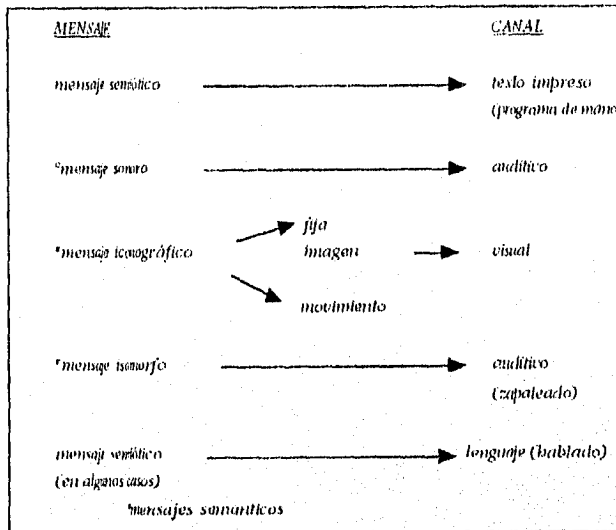 MENSAJE CANAL
mensaje semiótico texto impreso
(programa de mano
*mensaje sonoro auditivo
fija
*mensaje iconográfico imagen visual
movimiento
*mensaje isomorfo auditivo
(zapateado)
mensaje semiótico lenguaje (hablado)
(en algunos casos)
*mensajes semánticos